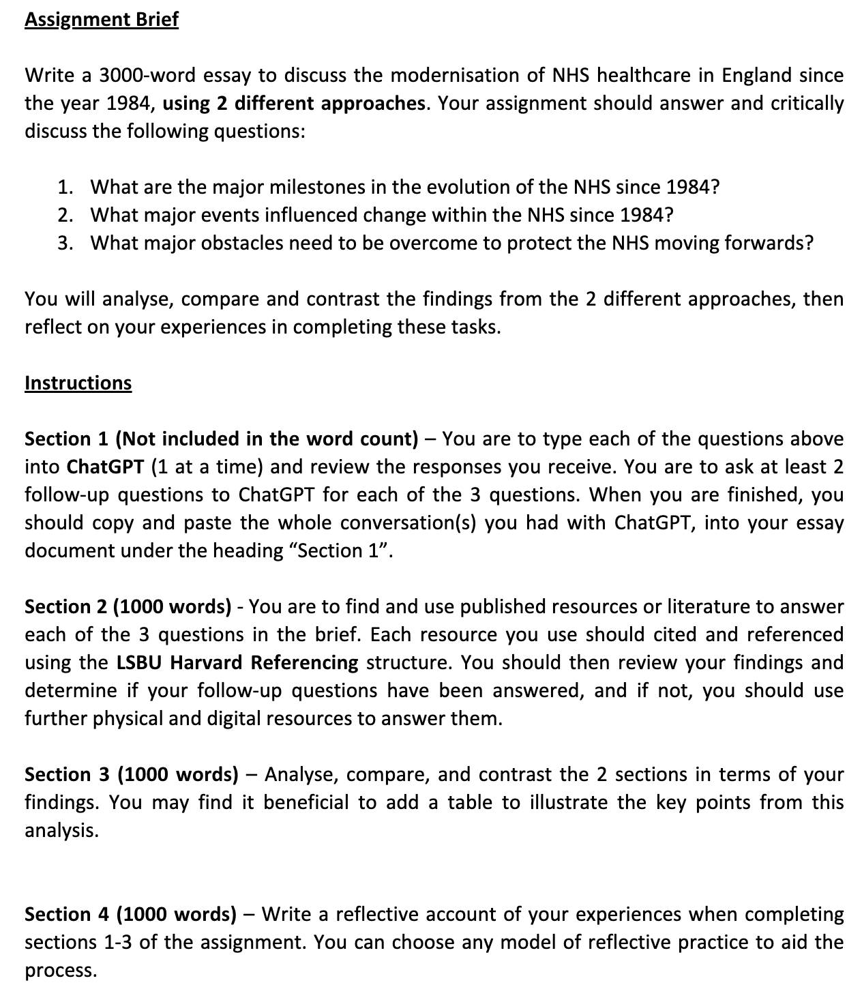 Assignment Brief
Write a 3000-word essay to discuss the modernisation of NHS healthcare in England since
the year 1984, using 2 different approaches. Your assignment should answer and critically
discuss the following questions:
1. What are the major milestones in the evolution of the NHS since 1984?
2. What major events influenced change within the NHS since 1984?
3. What major obstacles need to be overcome to protect the NHS moving forwards?
You will analyse, compare and contrast the findings from the 2 different approaches, then
reflect on your experiences in completing these tasks.
Instructions
Section 1 (Not included in the word count) – You are to type each of the questions above
into ChatGPT (1 at a time) and review the responses you receive. You are to ask at least 2
follow-up questions to ChatGPT for each of the 3 questions. When you are finished, you
should copy and paste the whole conversation(s) you had with ChatGPT, into your essay
document under the heading “Section 1”.
Section 2 (1000 words) - You are to find and use published resources or literature to answer
each of the 3 questions in the brief. Each resource you use should cited and referenced
using the LSBU Harvard Referencing structure. You should then review your findings and
determine if your follow-up questions have been answered, and if not, you should use
further physical and digital resources to answer them.
Section 3 (1000 words) – Analyse, compare, and contrast the 2 sections in terms of your
findings. You may find it beneficial to add a table to illustrate the key points from this
analysis.
Section 4 (1000 words) – Write a reflective account of your experiences when completing
sections 1-3 of the assignment. You can choose any model of reflective practice to aid the
process.